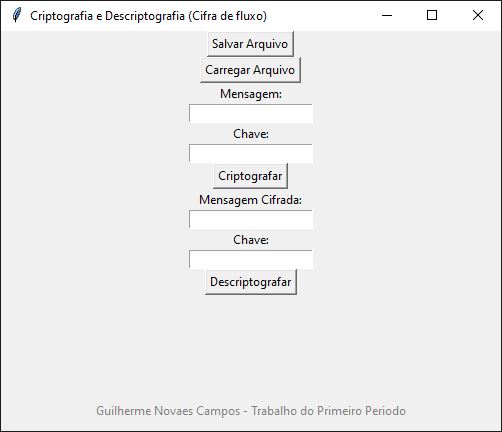 Criptografia e Descriptografia (Cifra de fluxo)
Salvar Arquivo
Carregar Arquivo
Mensagem:
Chave:
Criptografar
Mensagem Cifrada:
Chave:
Descriptografar
Guilherme Novaes Campos - Trabalho do Primeiro Periodo